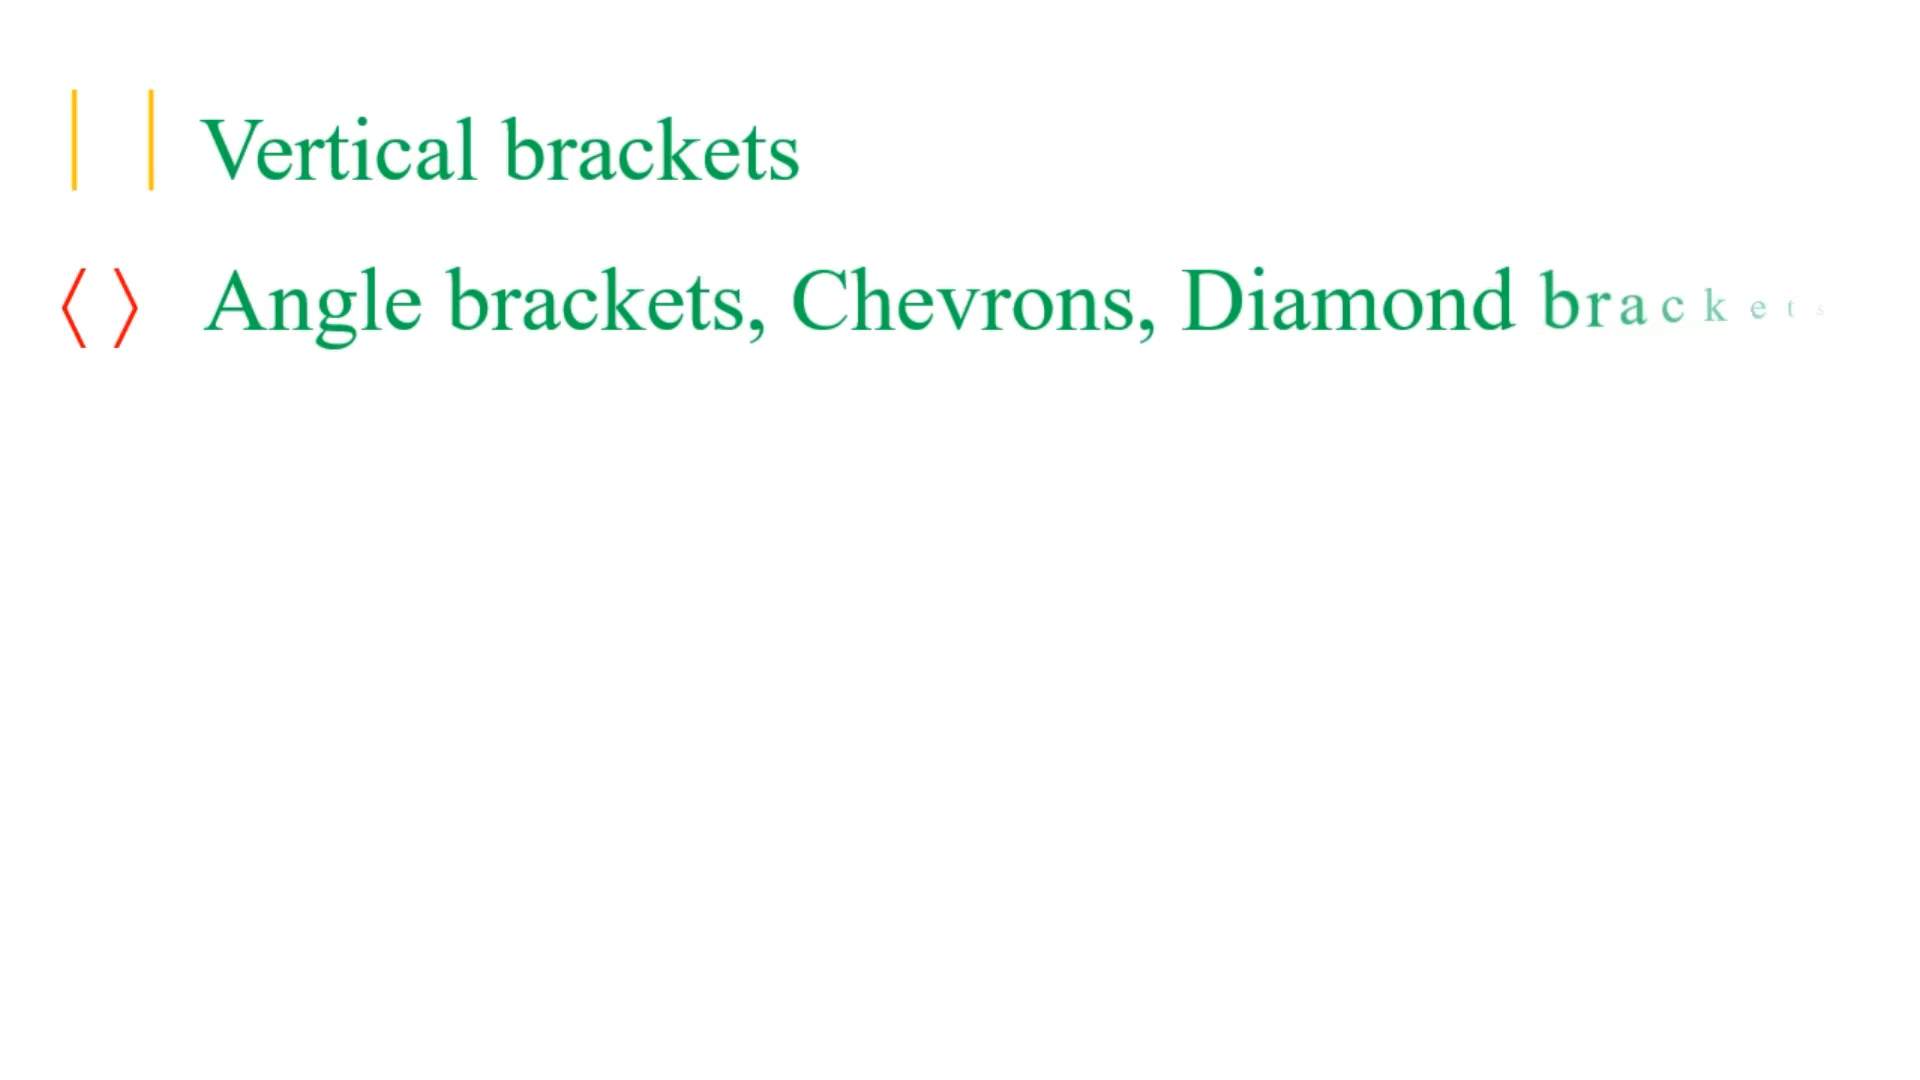 | | Vertical brackets
〈 〉 Angle brackets, Chevrons, Diamond brackets